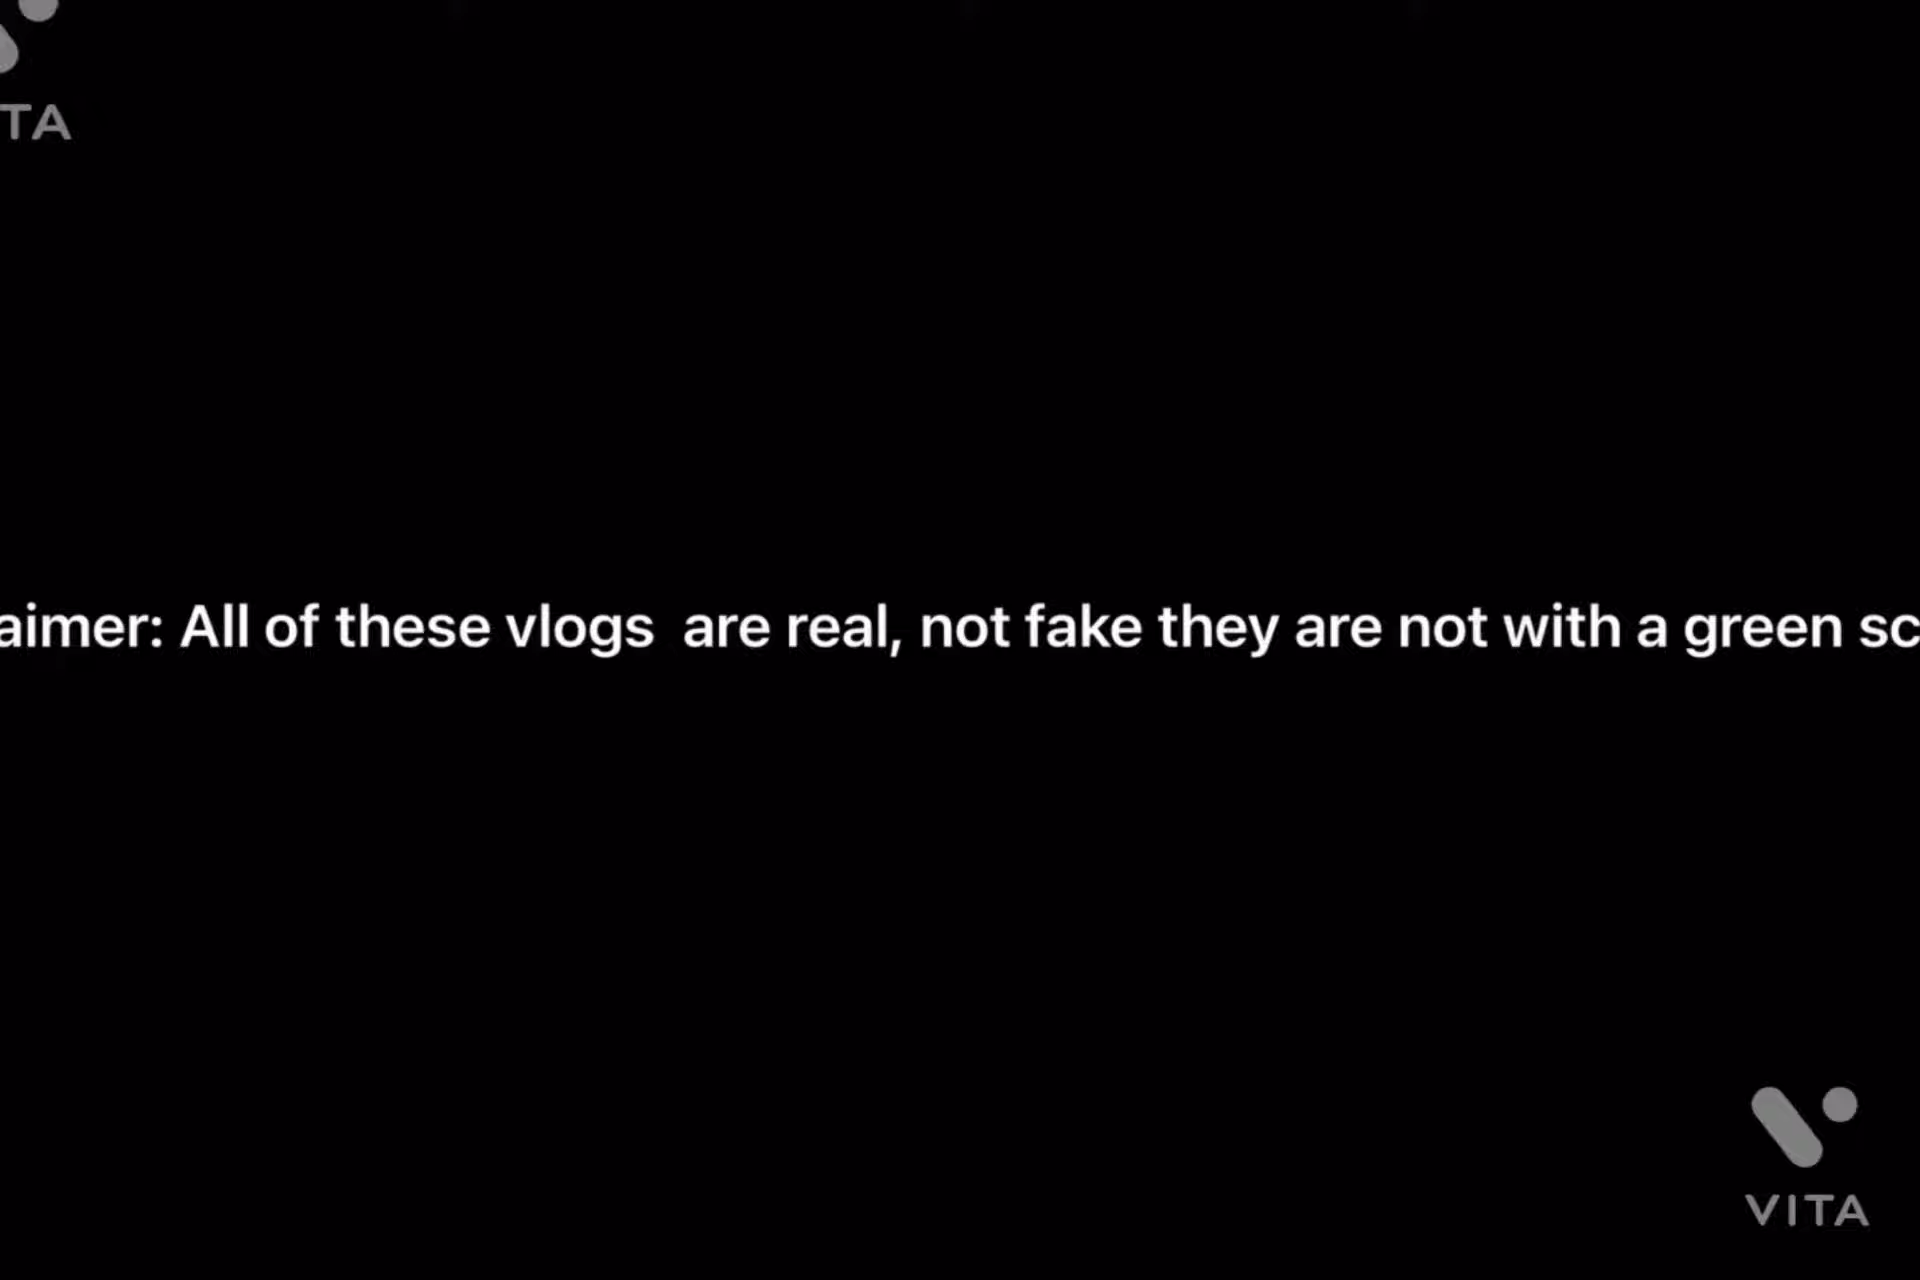 TA
aimer: All of these vlogs  are real, not fake they are not with a green sc
VITA